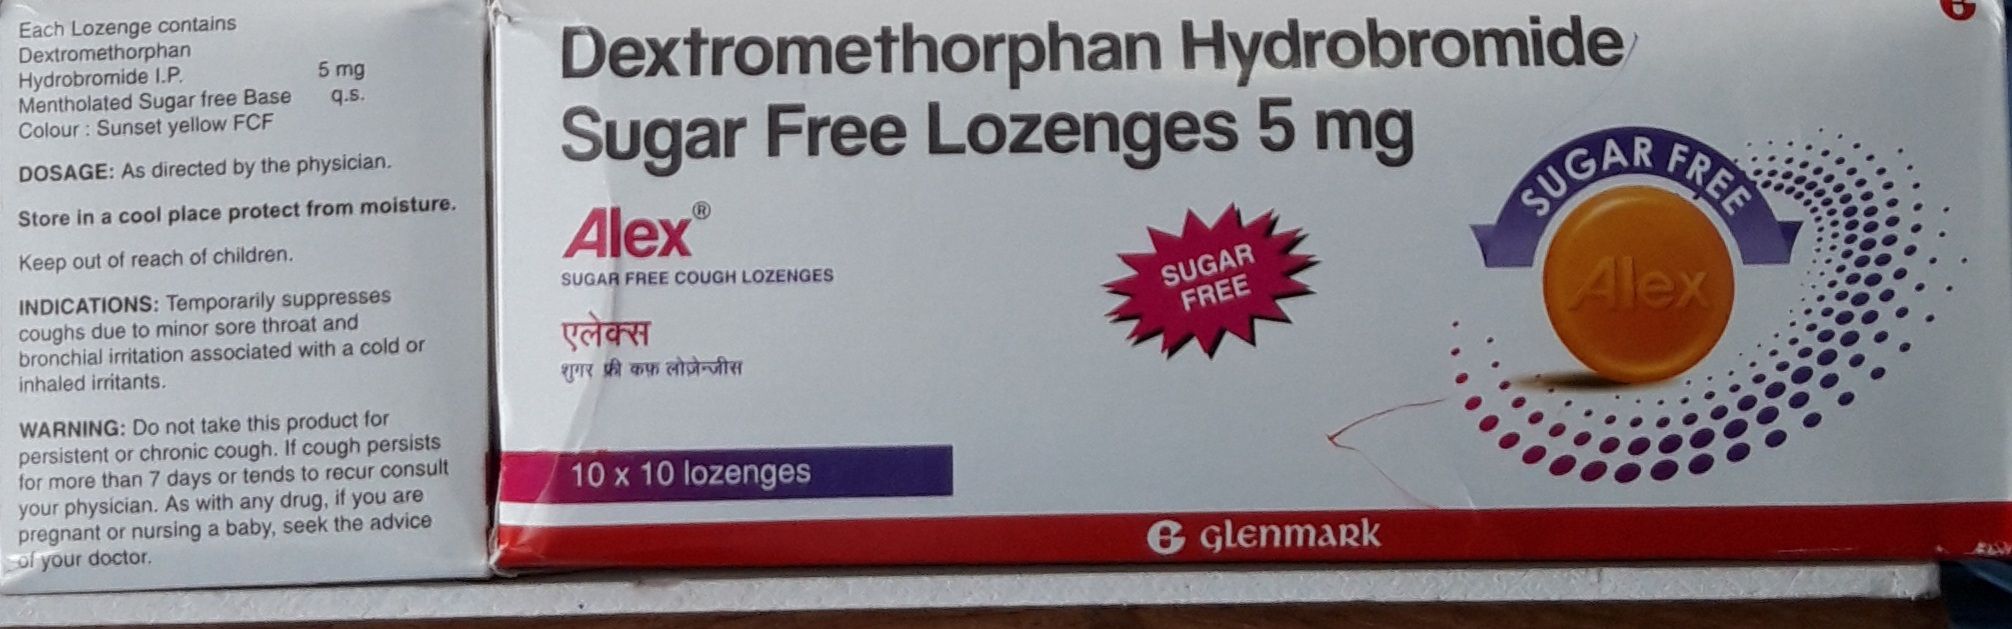 Each Lozenge contains
Dextromethorphan
Hydrobromide I.P. 5 mg
Mentholated Sugar free Base q.s.
Colour : Sunset yellow FCF
DOSAGE: As directed by the physician.
Store in a cool place protect from moisture.
Keep out of reach of children.
INDICATIONS: Temporarily suppresses
coughs due to minor sore throat and
bronchial irritation associated with a cold or
inhaled irritants.
WARNING: Do not take this product for
persistent or chronic cough. If cough persists
for more than 7 days or tends to recur consult
your physician. As with any drug, if you are
pregnant or nursing a baby, seek the advice
of your doctor.
Dextromethorphan Hydrobromide
Sugar Free Lozenges 5 mg
Alex®
SUGAR FREE COUGH LOZENGES
एलेक्स
शुगर फ्री कफ़ लोज़ेन्जीस
10 x 10 lozenges
SUGAR
FREE
SUGAR FREE
Alex
G glenmark